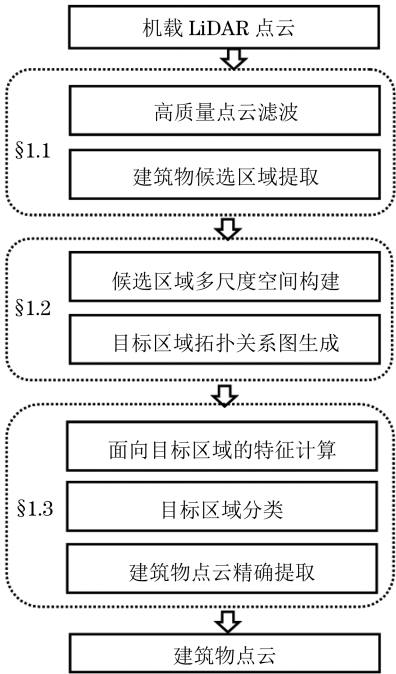 机载 LiDAR 点云
高质量点云滤波
§1.1
建筑物候选区域提取
候选区域多尺度空间构建
§1.2
目标区域拓扑关系图生成
面向目标区域的特征计算
§1.3
目标区域分类
建筑物点云精确提取
建筑物点云